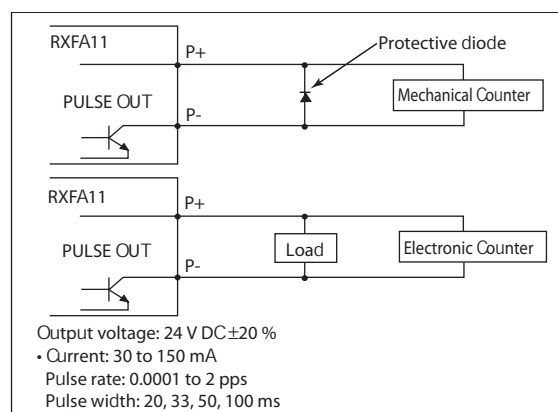 RXFA11
P+
Protective diode
PULSE OUT
Mechanical Counter
P-
RXFA11
P+
PULSE OUT
Load
Electronic Counter
P-
Output voltage: 24 V DC±20 %
• Current: 30 to 150 mA
Pulse rate: 0.0001 to 2 pps
Pulse width: 20, 33, 50, 100 ms